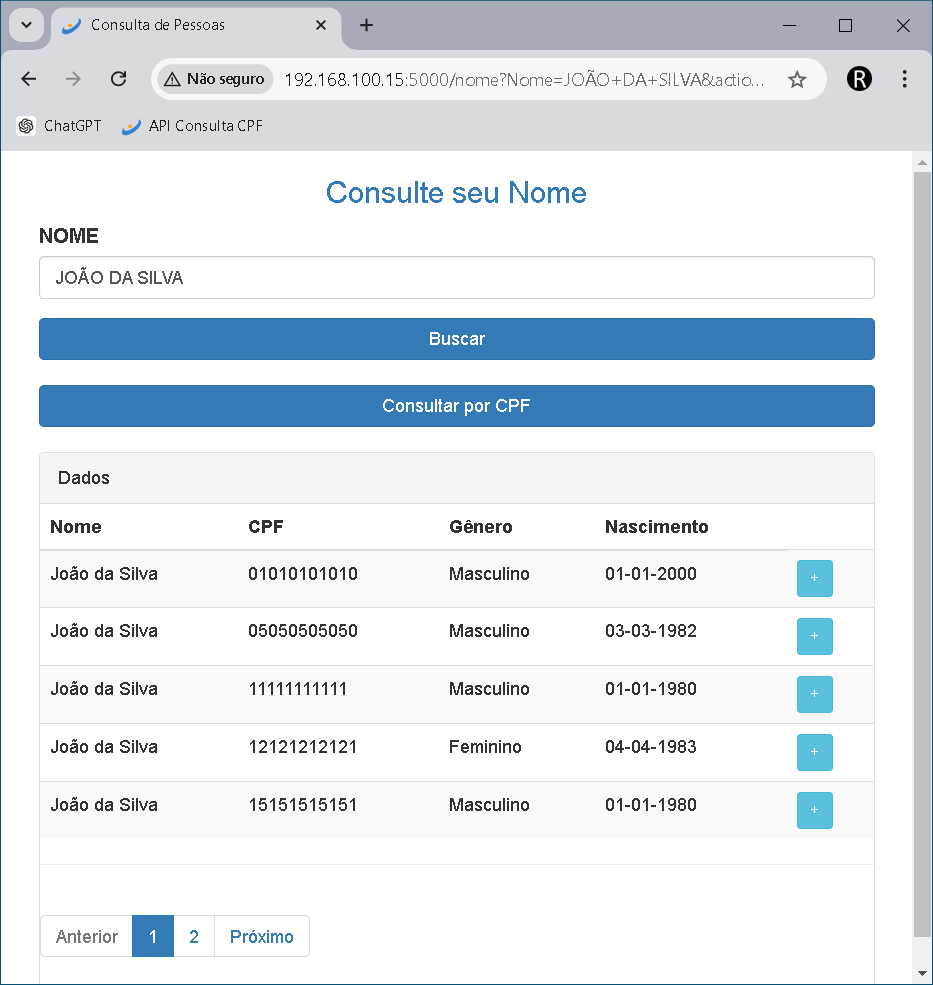 Consulta de Pessoas
Não seguro 192.168.100.15:5000/nome?Nome=JOÃO+DA+SILVA&actio...
R
ChatGPT API Consulta CPF
Consulte seu Nome
NOME
JOÃO DA SILVA
Buscar
Consultar por CPF
Dados
Nome CPF Gênero Nascimento
João da Silva 01010101010 Masculino 01-01-2000 +
João da Silva 05050505050 Masculino 03-03-1982 +
João da Silva 11111111111 Masculino 01-01-1980 +
João da Silva 12121212121 Feminino 04-04-1983 +
João da Silva 15151515151 Masculino 01-01-1980 +
Anterior 1 2 Próximo